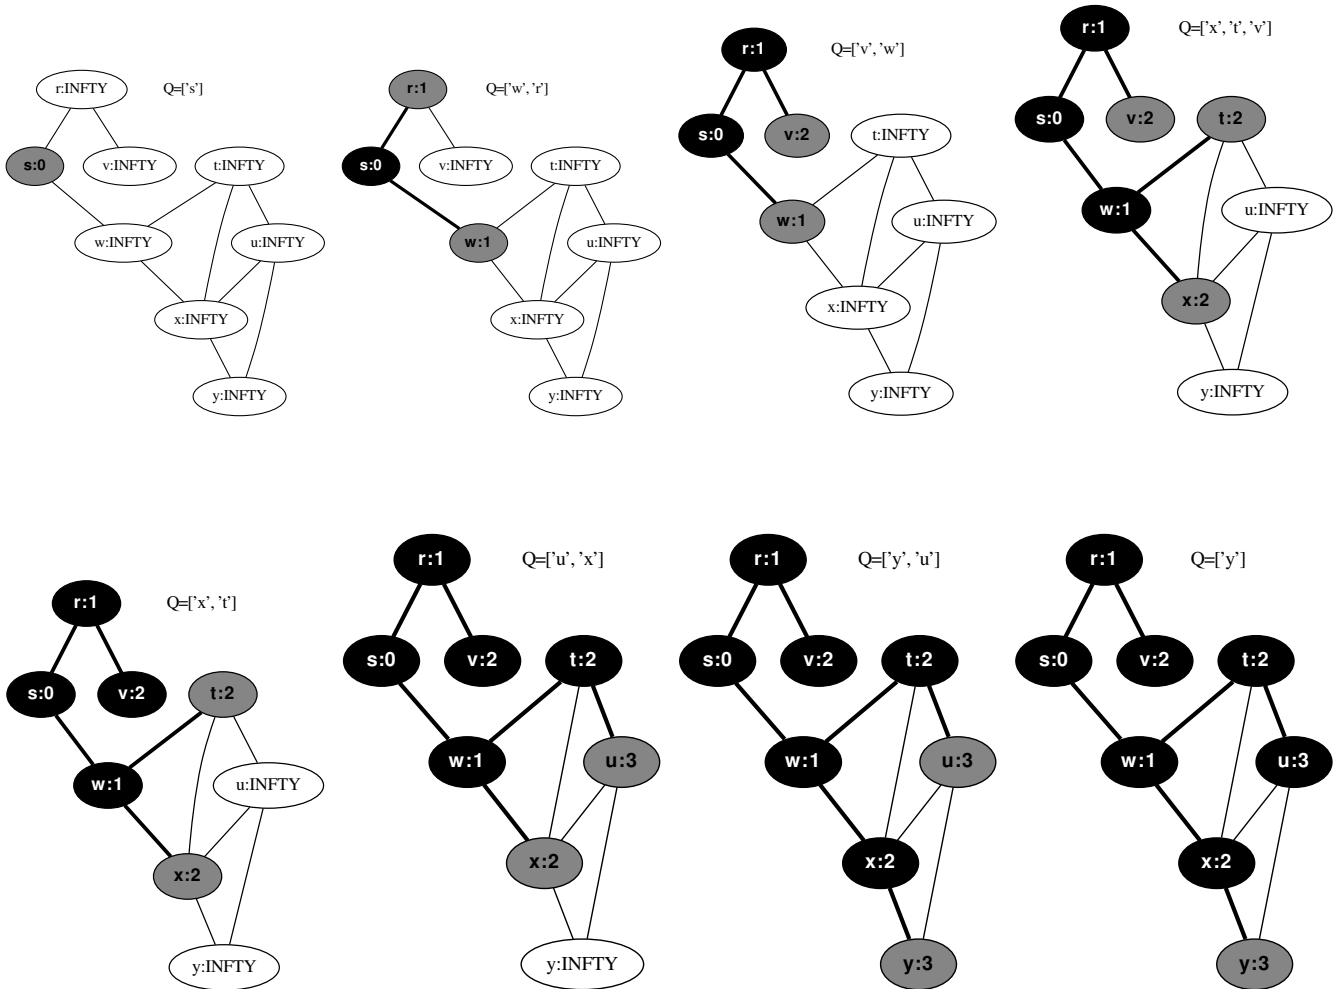 r:INFTY Q=['s']
s:0 v:INFTY t:INFTY
w:INFTY u:INFTY
x:INFTY
y:INFTY
r:1 Q=['w', 'r']
s:0 v:INFTY t:INFTY
w:1 u:INFTY
x:INFTY
y:INFTY
r:1 Q=['v', 'w']
s:0 v:2 t:INFTY
w:1 u:INFTY
x:INFTY
y:INFTY
r:1 Q=['x', 't', 'v']
s:0 v:2 t:2
w:1 u:INFTY
x:2
y:INFTY
r:1 Q=['x', 't']
s:0 v:2 t:2
w:1 u:INFTY
x:2
y:INFTY
r:1 Q=['u', 'x']
s:0 v:2 t:2
w:1 u:3
x:2
y:INFTY
r:1 Q=['y', 'u']
s:0 v:2 t:2
w:1 u:3
x:2
y:3
r:1 Q=['y']
s:0 v:2 t:2
w:1 u:3
x:2
y:3